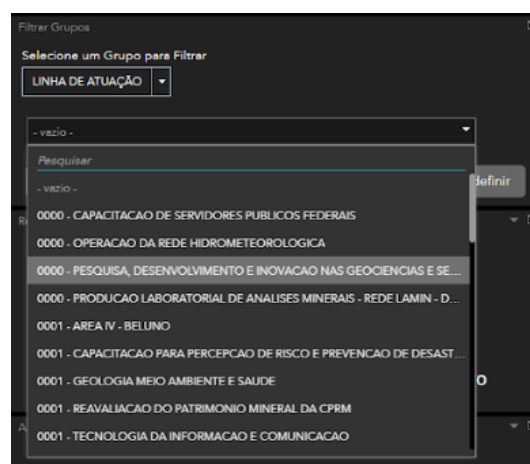 Filtrar Grupos
Selecione um Grupo para Filtrar
LINHA DE ATUAÇÃO
- vazio -
Pesquisar
- vazio -
definir
0000 - CAPACITACAO DE SERVIDORES PUBLICOS FEDERAIS
0000 - OPERACAO DA REDE HIDROMETEOROLOGICA
0000 - PESQUISA, DESENVOLVIMENTO E INOVACAO NAS GEOCIENCIAS E SE...
0000 - PRODUCAO LABORATORIAL DE ANALISES MINERAIS - REDE LAMIN - D...
0001 - AREA IV - BELUNO
0001 - CAPACITACAO PARA PERCEPCAO DE RISCO E PREVENCAO DE DESAST...
0001 - GEOLOGIA MEIO AMBIENTE E SAUDE
O
0001 - REAVALIACAO DO PATRIMONIO MINERAL DA CPRM
0001 - TECNOLOGIA DA INFORMACAO E COMUNICACAO